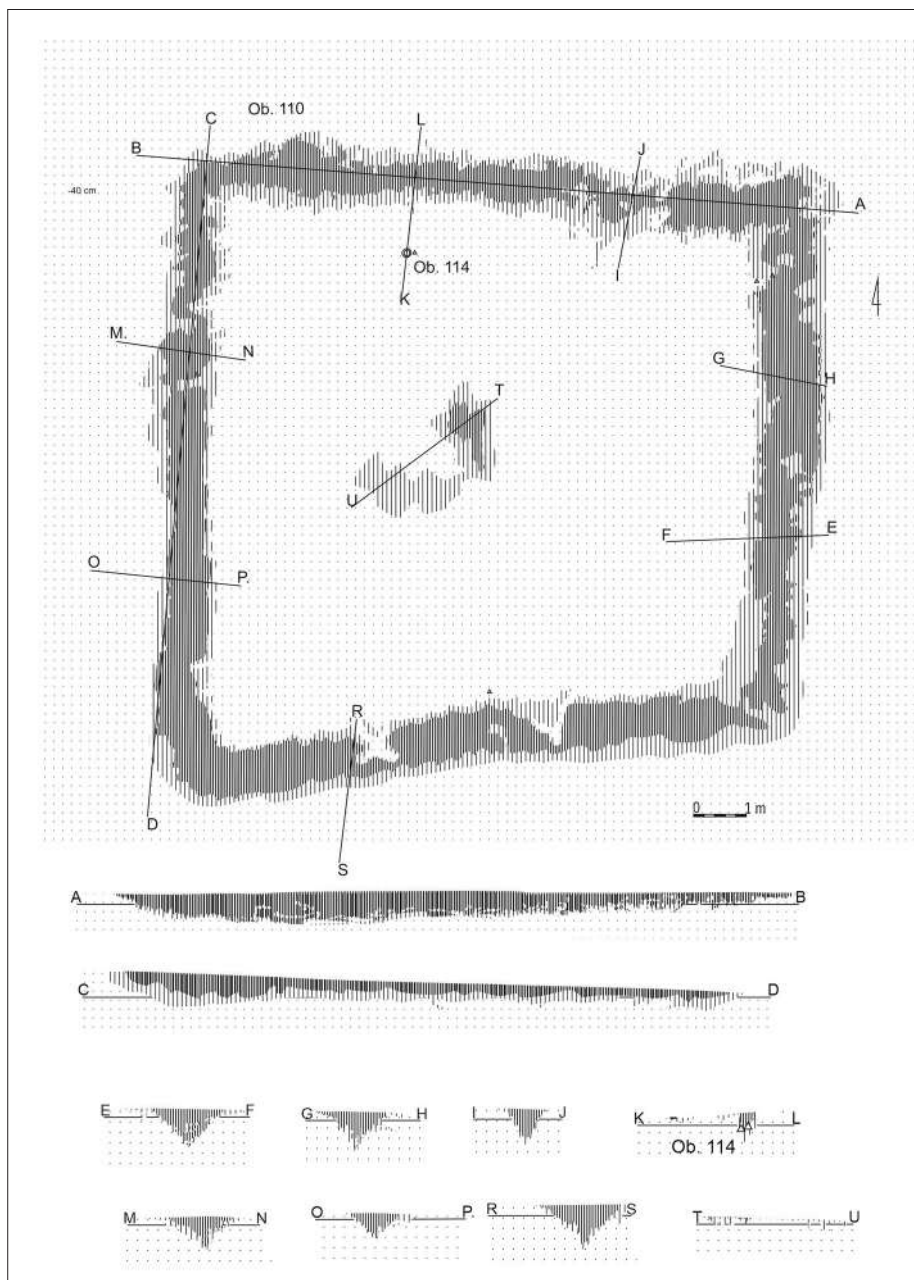 C Ob. 110 L
B J
-40 cm A
Ob. 114
K I
M. N G H
T
U
F E
O P.
R
0 1 m
D
S
A B
C D
E F G H I J K L
Ob. 114
M N O P. R S T U